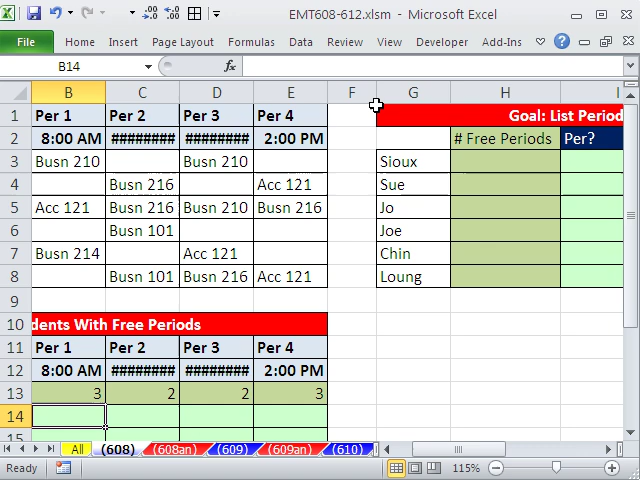 EMT608-612.xlsm - Microsoft Excel
File Home Insert Page Layout Formulas Data Review View Developer Add-Ins
B14 fx
B C D E F G H I
1 Per 1 Per 2 Per 3 Per 4 Goal: List Period
2 8:00 AM ######## ######## 2:00 PM # Free Periods Per?
3 Busn 210 Busn 210 Sioux
4 Busn 216 Acc 121 Sue
5 Acc 121 Busn 216 Busn 210 Busn 216 Jo
6 Busn 101 Joe
7 Busn 214 Acc 121 Chin
8 Busn 101 Busn 216 Acc 121 Loung
9
10 dents With Free Periods
11 Per 1 Per 2 Per 3 Per 4
12 8:00 AM ######## ######## 2:00 PM
13 3 2 2 3
14
15
All (608) (608an) (609) (609an) (610)
Ready 115%